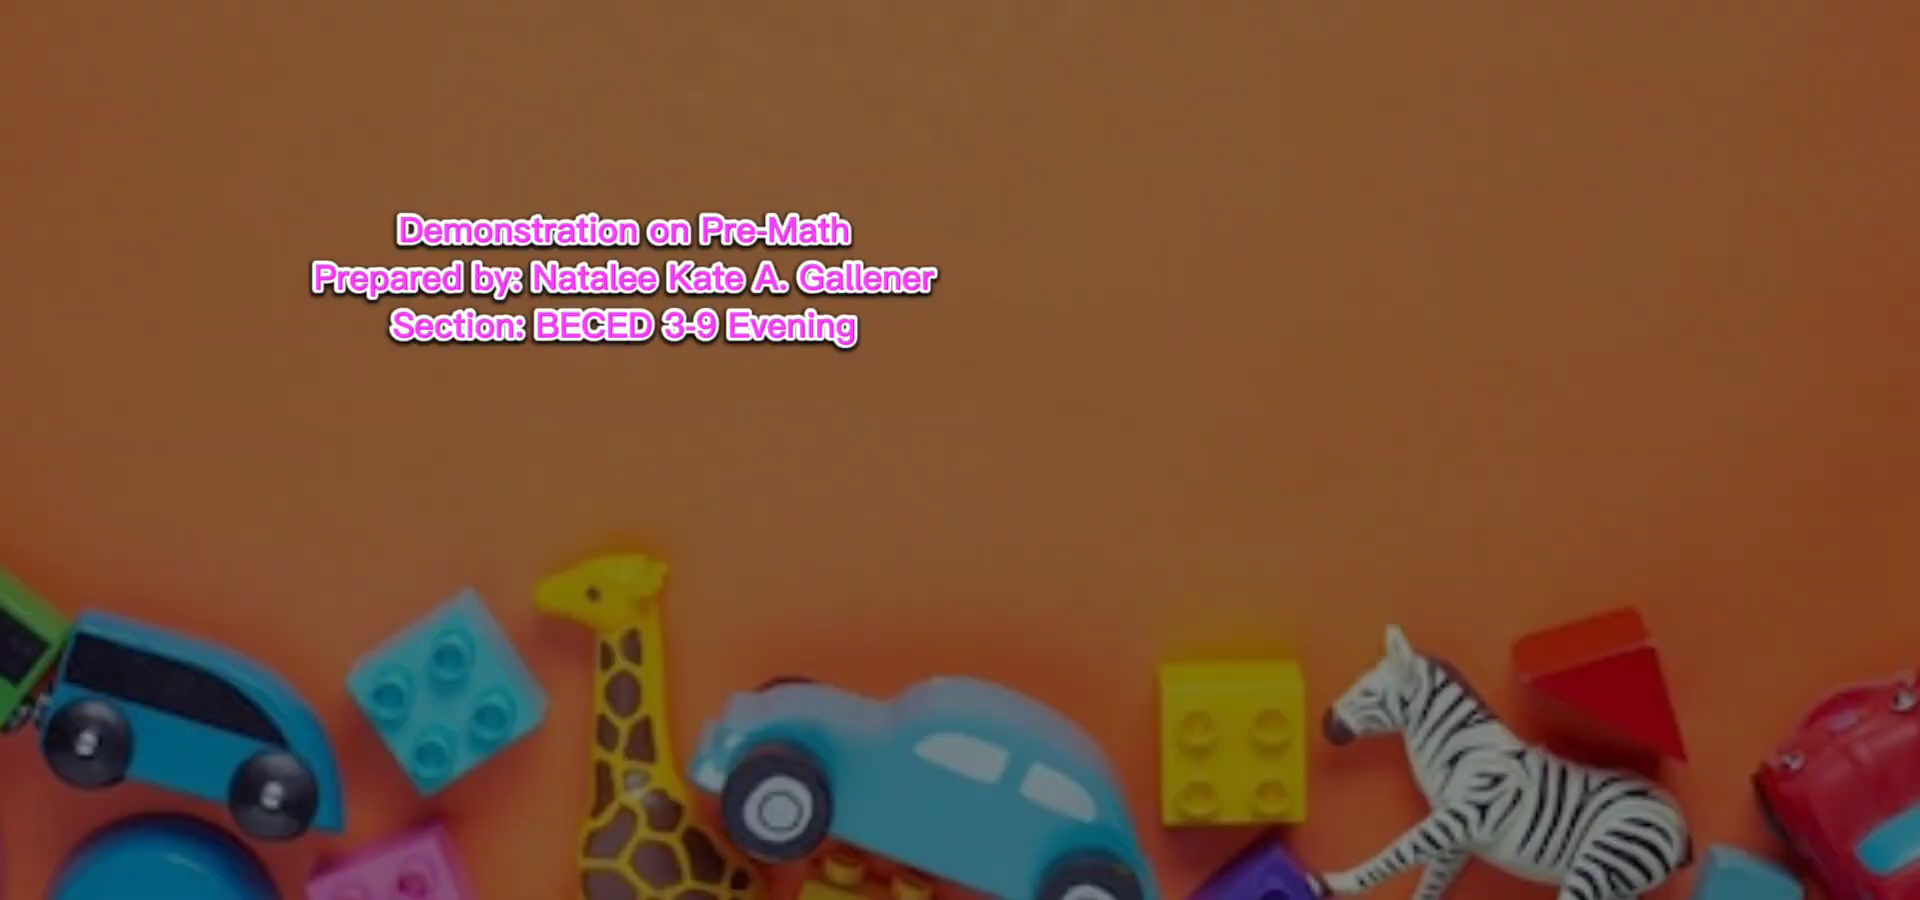 Demonstration on Pre-Math
Prepared by: Natalee Kate A. Gallener
Section: BECED 3-9 Evening